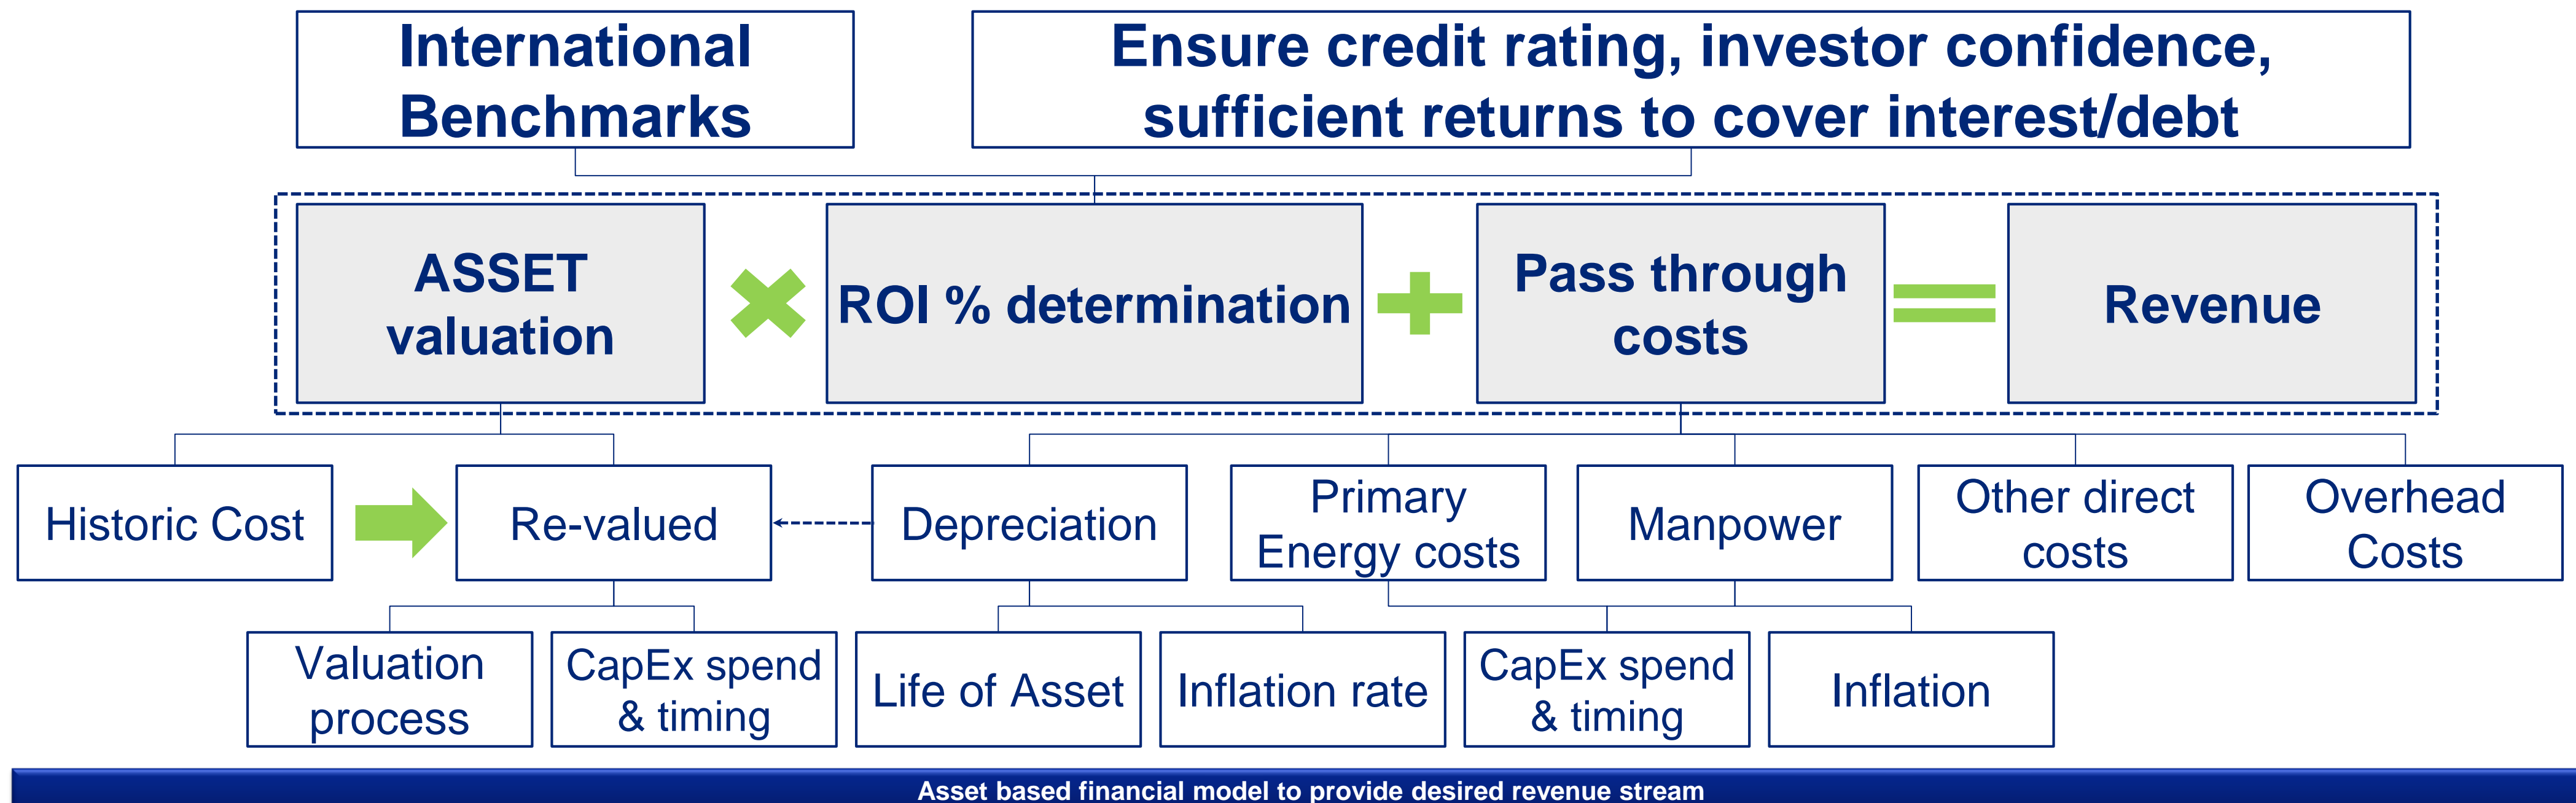 International
Benchmarks
Ensure credit rating, investor confidence,
sufficient returns to cover interest/debt
ASSET
valuation
ROI % determination
Pass through
costs
Revenue
Historic Cost
Re-valued
Depreciation
Primary
Energy costs
Manpower
Other direct
costs
Overhead
Costs
Valuation
process
CapEx spend
& timing
Life of Asset
Inflation rate
CapEx spend
& timing
Inflation
Asset based financial model to provide desired revenue stream